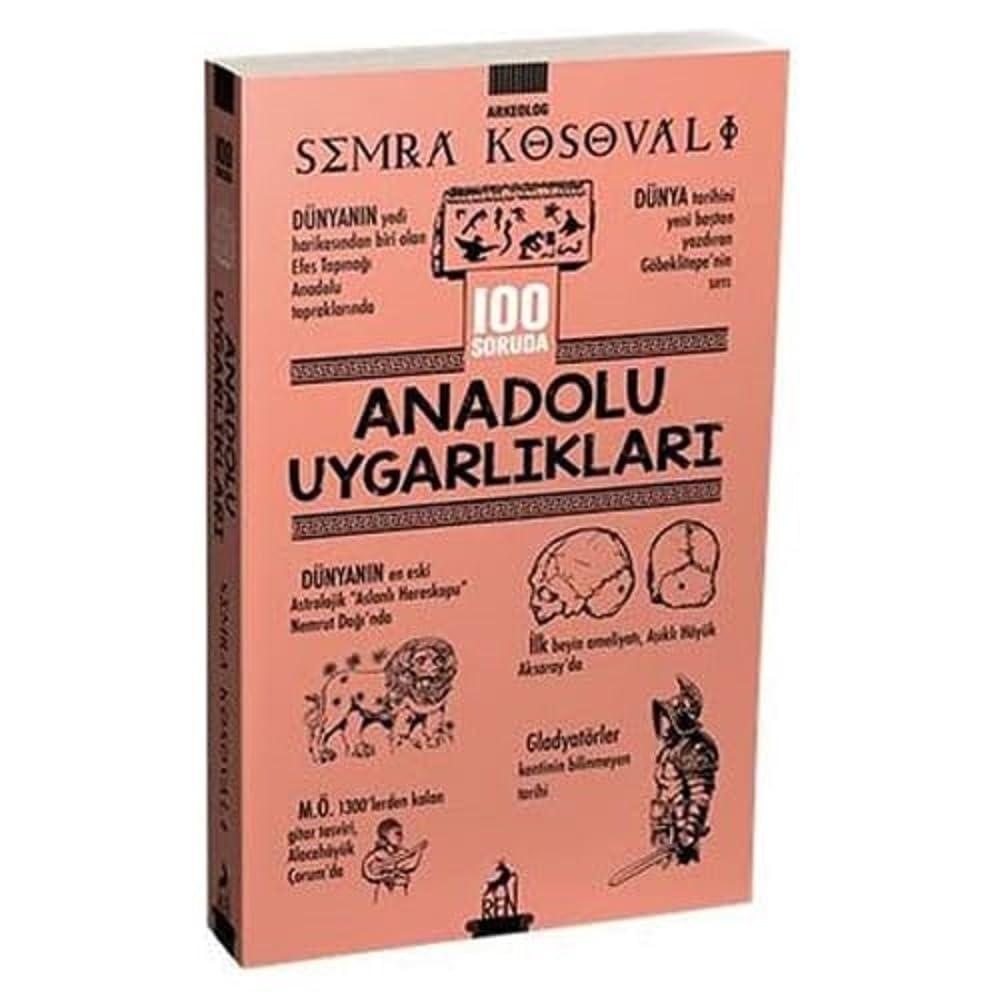 ARKEOLOG
SEMRA KOSOVALI
DÜNYANIN yedi
harikasından biri olan
Efes Tapınağı
Anadolu
topraklarında
DÜNYA tarihini
yeni baştan
yazdıran
Göbeklitepe'nin
sırrı
100
SORUDA
ANADOLU
UYGARLIKLARI
DÜNYANIN en eski
Astrolojik "Aslanlı Horoskopu"
Nemrut Dağı'nda
İlk beyin ameliyatı, Aşıklı Höyük
Aksaray'da
Gladyatörler
kentinin bilinmeyen
tarihi
M.Ö. 1300'lerden kalan
gitar tasviri,
Alacahöyük
Çorum'da
REN
100
ANADOLU
UYGARLIKLARI
SEMRA KOSOVALI